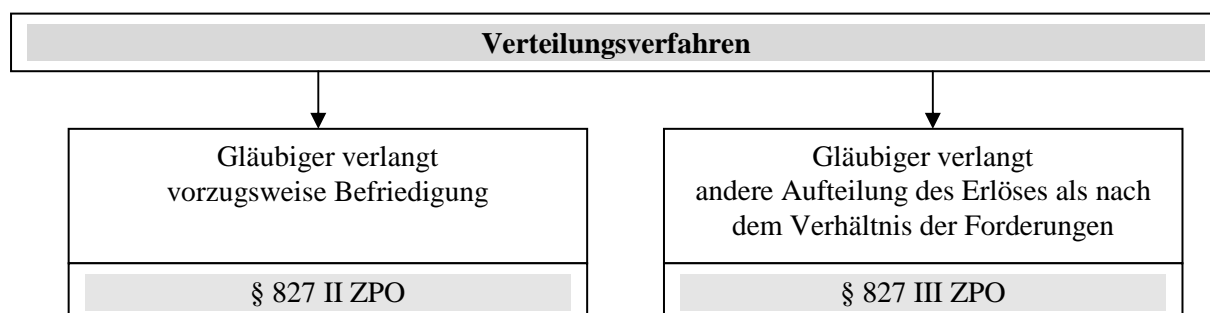 Verteilungsverfahren
Gläubiger verlangt
vorzugsweise Befriedigung
§ 827 II ZPO
Gläubiger verlangt
andere Aufteilung des Erlöses als nach
dem Verhältnis der Forderungen
§ 827 III ZPO